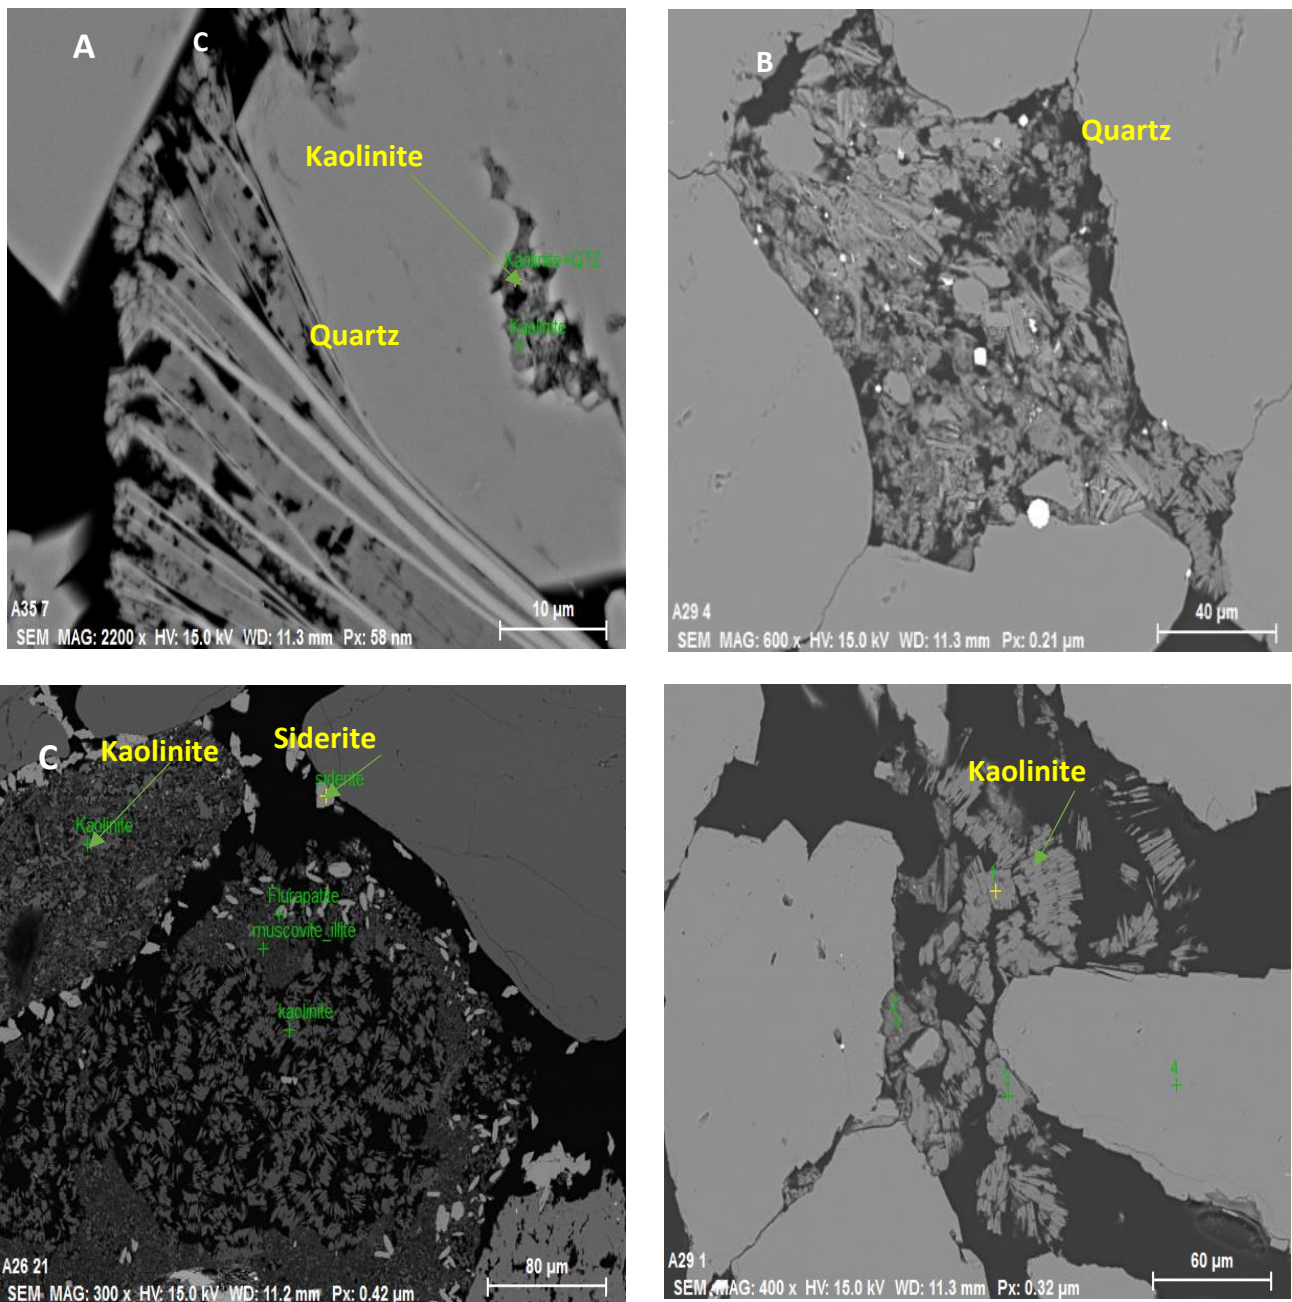 A
C
Kaolinite
Kaolinite+QTZ
Kaolinite
Quartz
A35 7
10 µm
SEM MAG: 2200 x HV: 15.0 kV WD: 11.3 mm Px: 58 nm
B
Quartz
A29 4
40 µm
SEM MAG: 600 x HV: 15.0 kV WD: 11.3 mm Px: 0.21 µm
C
Kaolinite
Siderite
siderite
Kaolinite
Flurapatite
muscovite_illite
kaolinite
A26 21
80 µm
SEM MAG: 300 x HV: 15.0 kV WD: 11.2 mm Px: 0.42 µm
Kaolinite
4
A29 1
60 µm
SEM MAG: 400 x HV: 15.0 kV WD: 11.3 mm Px: 0.32 µm